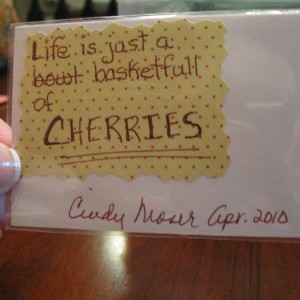 Life is just a
bowl basketfull
of
CHERRIES
Cindy Moser Apr. 2010